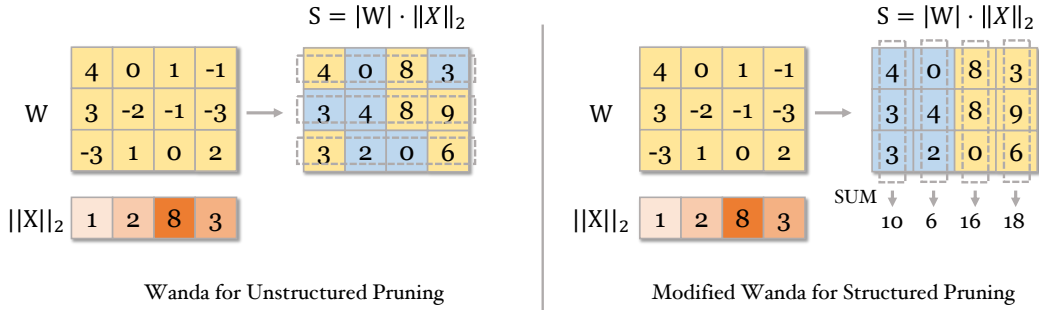 S = |W| · ‖X‖₂
4 0 1 -1
W 3 -2 -1 -3
-3 1 0 2
4 0 8 3
3 4 8 9
3 2 0 6
||X||₂ 1 2 8 3
Wanda for Unstructured Pruning
S = |W| · ‖X‖₂
4 0 1 -1
W 3 -2 -1 -3
-3 1 0 2
4 0 8 3
3 4 8 9
3 2 0 6
SUM
10 6 16 18
||X||₂ 1 2 8 3
Modified Wanda for Structured Pruning